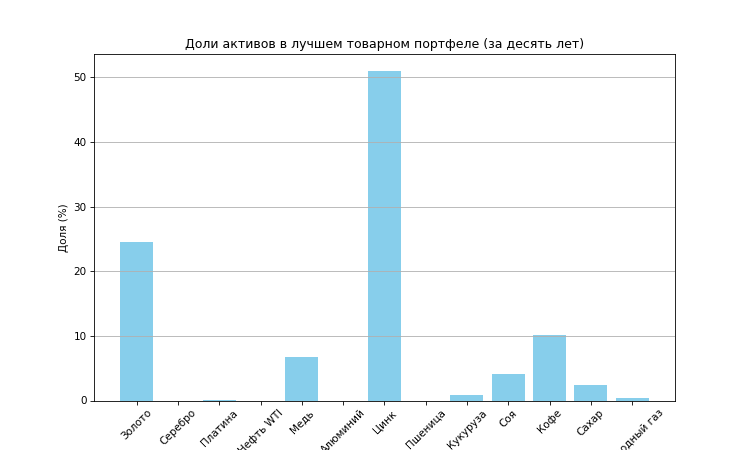 Доли активов в лучшем товарном портфеле (за десять лет)
Доля (%)
50
40
30
20
10
0
Золото
Серебро
Платина
Нефть WTI
Медь
Алюминий
Цинк
Пшеница
Кукуруза
Соя
Кофе
Сахар
одный газ